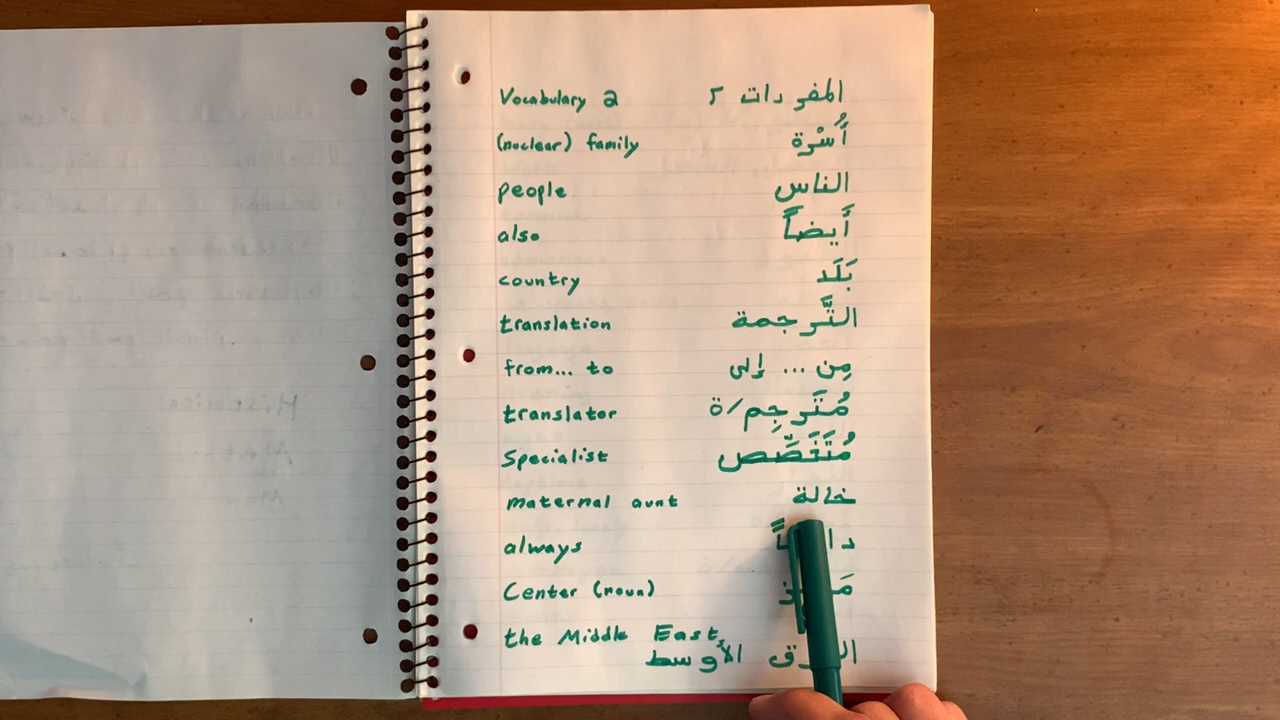 Vocabulary 2 المفردات ٢
(nuclear) family أُسْرة
people الناس
also أَيضاً
country بَلَد
translation التَّرجمة
from... to مِن ... إلى
translator مُتَرجِم/ة
Specialist مُتَخَصِّص
maternal aunt خالة
always
Center (noun)
the Middle East
الأوسط